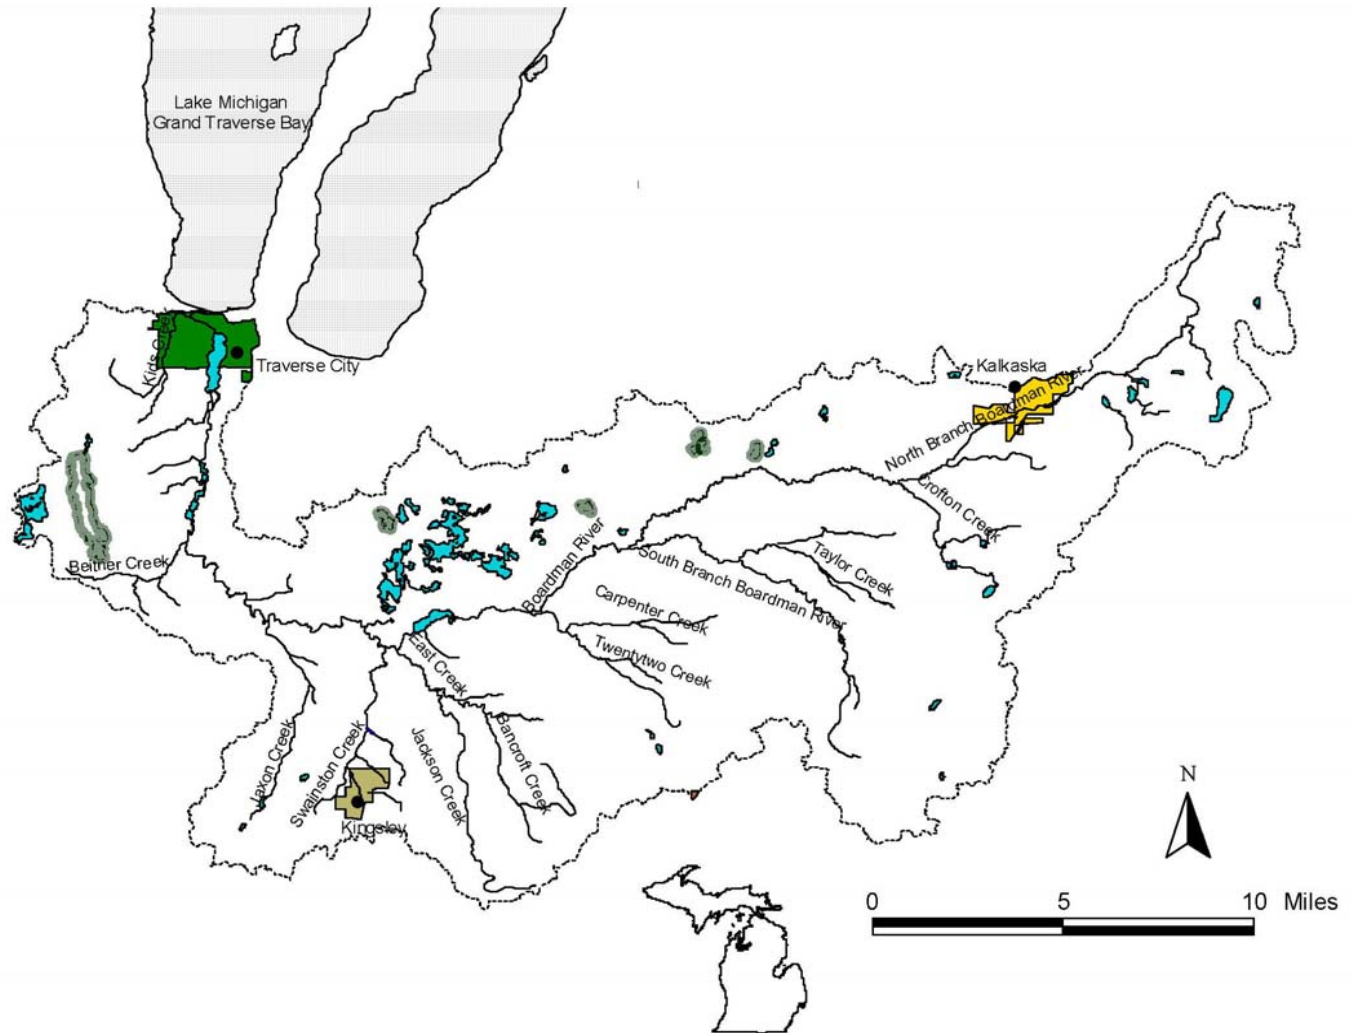 Lake Michigan
Grand Traverse Bay
Kids Creek
Traverse City
Kalkaska
North Branch Boardman River
Crofton Creek
Beitner Creek
Boardman River
South Branch Boardman River
Taylor Creek
Carpenter Creek
Twentytwo Creek
East Creek
Jaxon Creek
Swainston Creek
Jackson Creek
Bancroft Creek
Kingsley
N
0 5 10 Miles